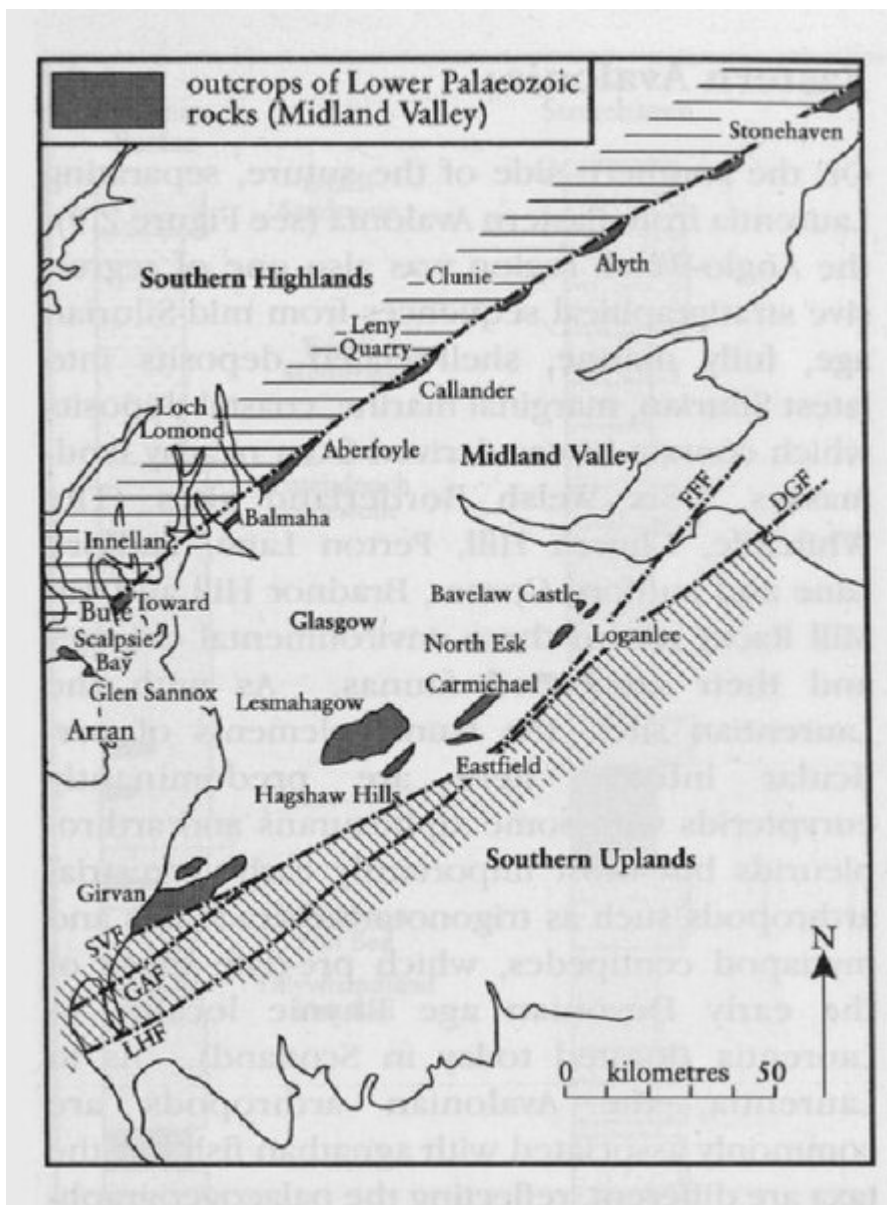 outcrops of Lower Palaeozoic
rocks (Midland Valley)
Stonehaven
Alyth
Southern Highlands
Clunie
Leny
Quarry
Callander
Loch
Lomond
Aberfoyle
Midland Valley
Balmaha
Innellan
FFF
DGF
Toward
Bute
Bavelaw Castle
Scalpsie
Bay
Glasgow
Loganlee
North Esk
Glen Sannox
Carmichael
Lesmahagow
Arran
Eastfield
Hagshaw Hills
Southern Uplands
Girvan
SVF
GAF
LHF
N
0 kilometres 50